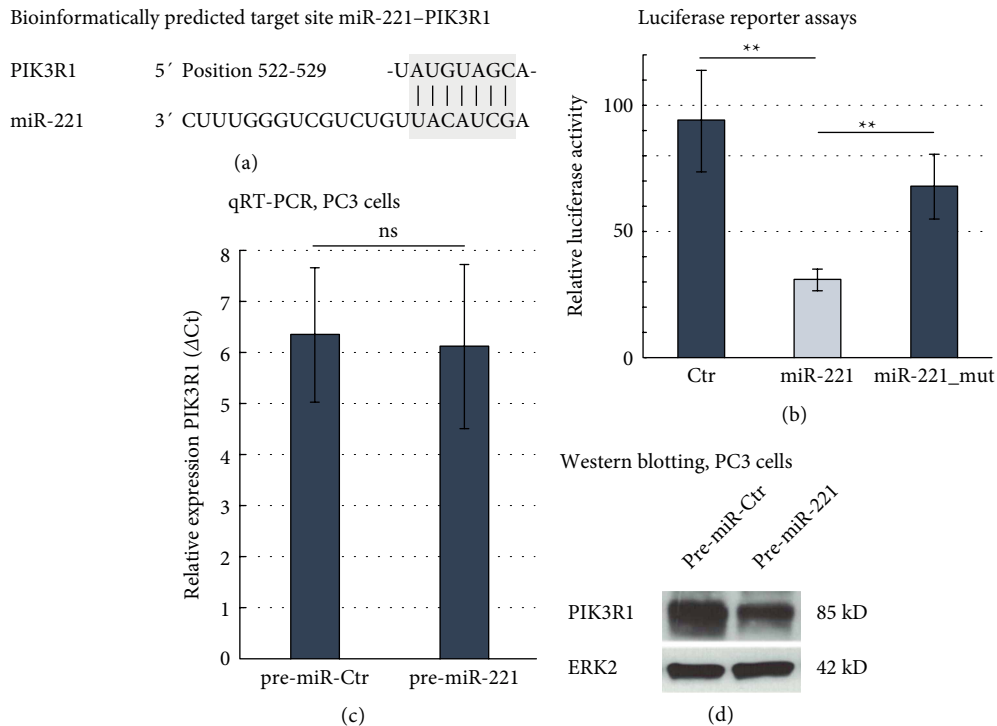 Bioinformatically predicted target site miR-221–PIK3R1
PIK3R1 5´ Position 522-529 -UAUGUAGCA-
miR-221 3´ CUUUGGGUCGUCUGUUACAUCGA
(a)
Luciferase reporter assays
Relative luciferase activity
100
50
0
**
**
Ctr miR-221 miR-221_mut
(b)
qRT-PCR, PC3 cells
ns
Relative expression PIK3R1 (ΔCt)
8
7
6
5
4
3
2
1
0
pre-miR-Ctr pre-miR-221
(c)
Western blotting, PC3 cells
Pre-miR-Ctr
Pre-miR-221
PIK3R1 85 kD
ERK2 42 kD
(d)